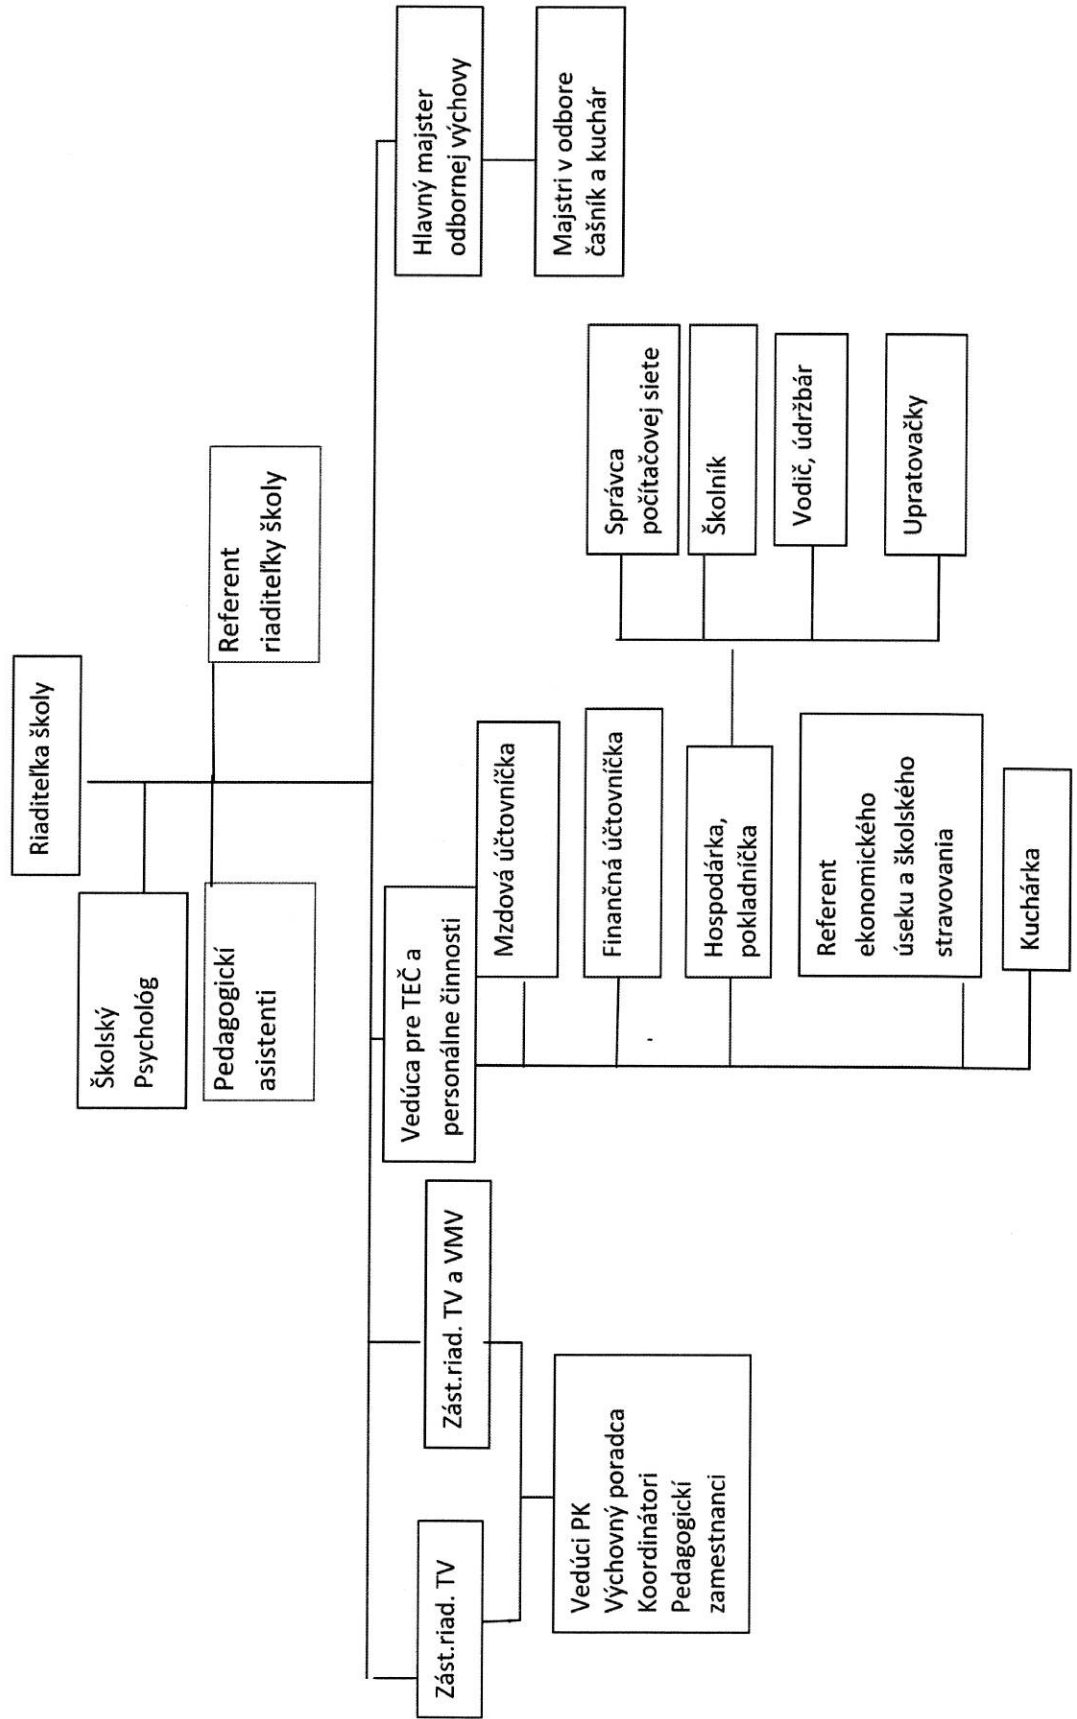 Riaditeľka školy
Školský
Psychológ
Pedagogickí
asistenti
Referent
riaditeľky školy
Zást.riad. TV
Zást.riad. TV a VMV
Vedúca pre TEČ a
personálne činnosti
Hlavný majster
odbornej výchovy
Vedúci PK
Výchovný poradca
Koordinátori
Pedagogickí
zamestnanci
Mzdová účtovníčka
Finančná účtovníčka
Hospodárka,
pokladníčka
Referent
ekonomického
úseku a školského
stravovania
Kuchárka
Správca
počítačovej siete
Školník
Vodič, údržbár
Upratovačky
Majstri v odbore
čašník a kuchár